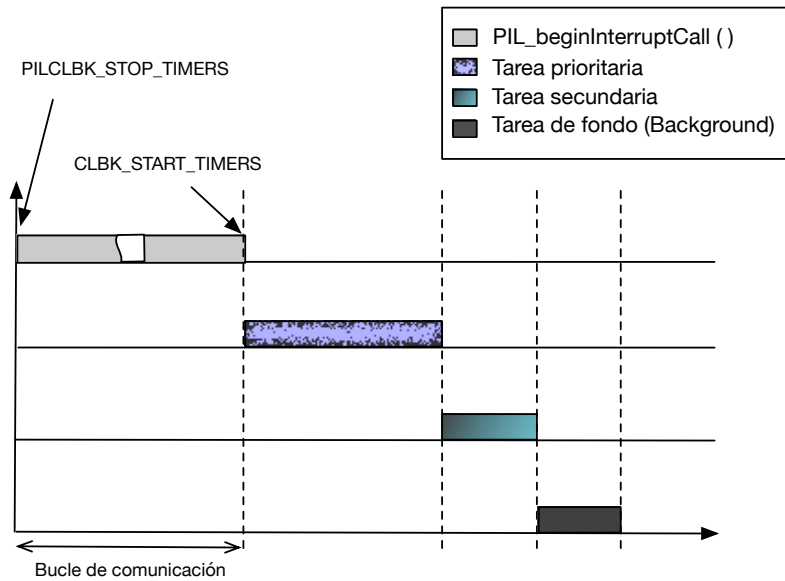 PIL_beginInterruptCall ( )
Tarea prioritaria
Tarea secundaria
Tarea de fondo (Background)
PILCLBK_STOP_TIMERS
CLBK_START_TIMERS
Bucle de comunicación